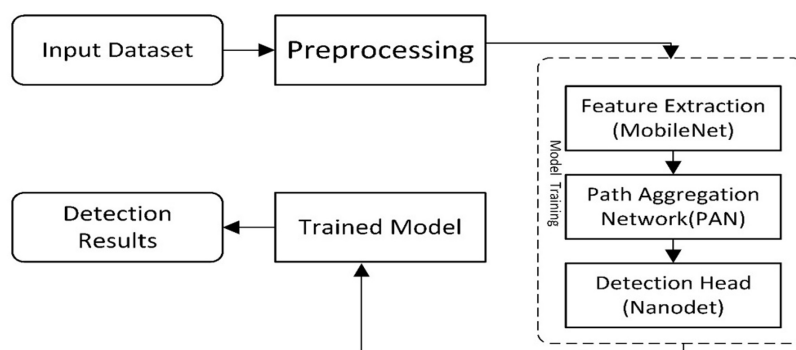 Input Dataset
Preprocessing
Model Training
Feature Extraction
(MobileNet)
Path Aggregation
Network(PAN)
Detection Head
(Nanodet)
Trained Model
Detection
Results